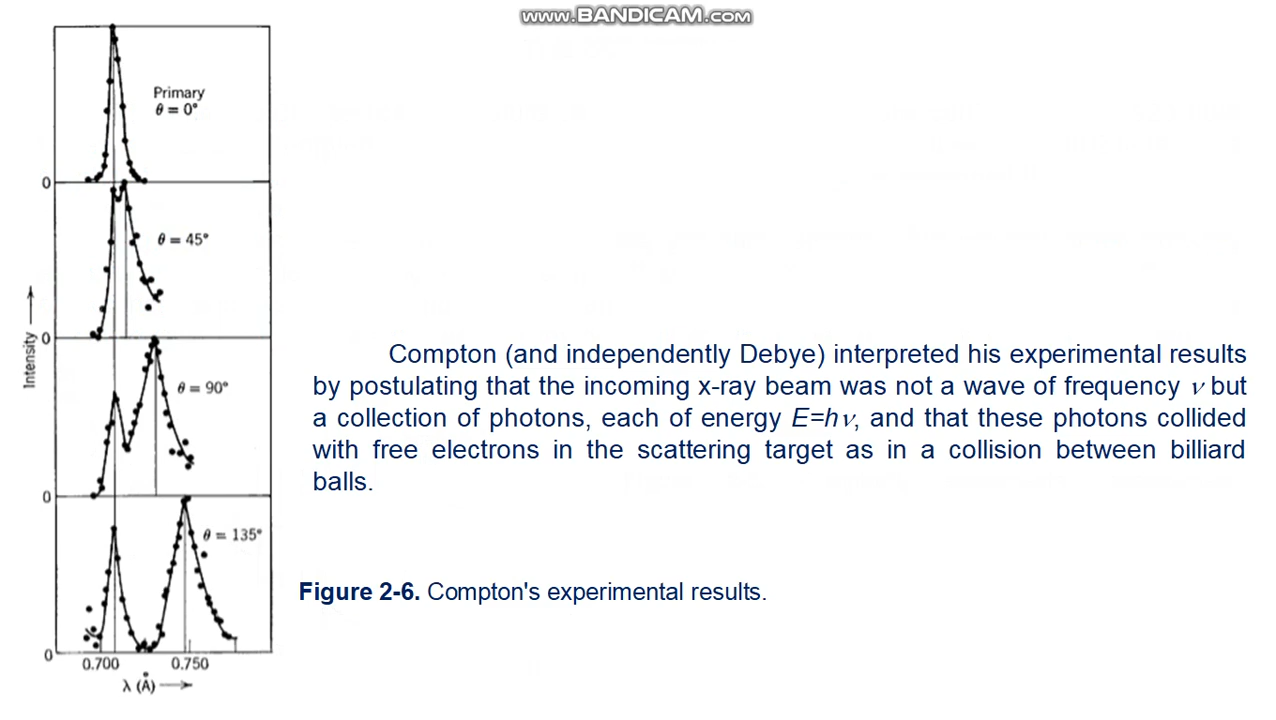 www.BANDICAM.com
Primary
θ = 0°
0
θ = 45°
0
θ = 90°
0
θ = 135°
0
0.700 0.750
λ (Å)
Intensity
Compton (and independently Debye) interpreted his experimental results
by postulating that the incoming x-ray beam was not a wave of frequency ν but
a collection of photons, each of energy E=hν, and that these photons collided
with free electrons in the scattering target as in a collision between billiard
balls.
Figure 2-6. Compton's experimental results.